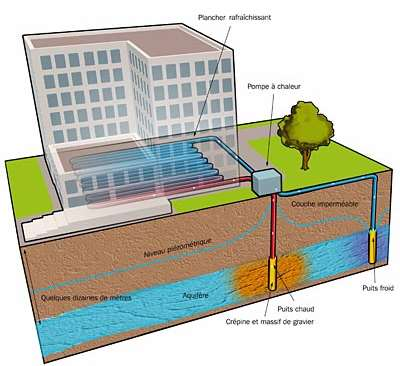 Plancher rafraîchissant
Pompe à chaleur
Couche imperméable
Niveau piézométrique
Quelques dizaines de mètres
Aquifère
Puits froid
Puits chaud
Crépine et massif de gravier